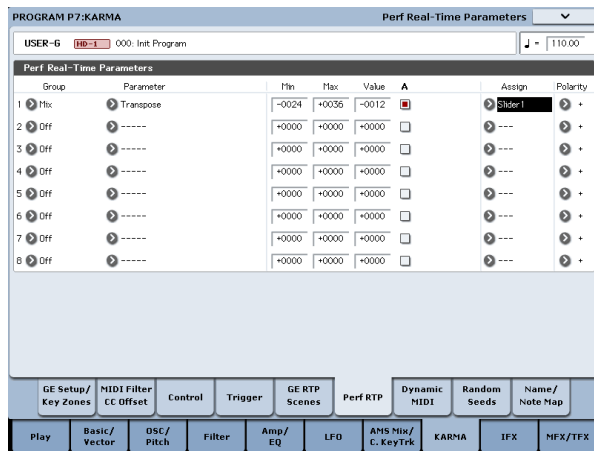 PROGRAM P7:KARMA Perf Real-Time Parameters
USER-G HD-1 000: Init Program ♩ = 110.00
Perf Real-Time Parameters
Group Parameter Min Max Value A Assign Polarity
1 Mix Transpose -0024 +0036 -0012 Slider1 +
2 Off ----- +0000 +0000 +0000 --- +
3 Off ----- +0000 +0000 +0000 --- +
4 Off ----- +0000 +0000 +0000 --- +
5 Off ----- +0000 +0000 +0000 --- +
6 Off ----- +0000 +0000 +0000 --- +
7 Off ----- +0000 +0000 +0000 --- +
8 Off ----- +0000 +0000 +0000 --- +
GE Setup/ MIDI Filter Control Trigger GE RTP Perf RTP Dynamic Random Name/
Key Zones CC Offset Scenes MIDI Seeds Note Map
Play Basic/ OSC/ Filter Amp/ LFO AMS Mix/ KARMA IFX MFX/TFX
Vector Pitch EQ C. KeyTrk